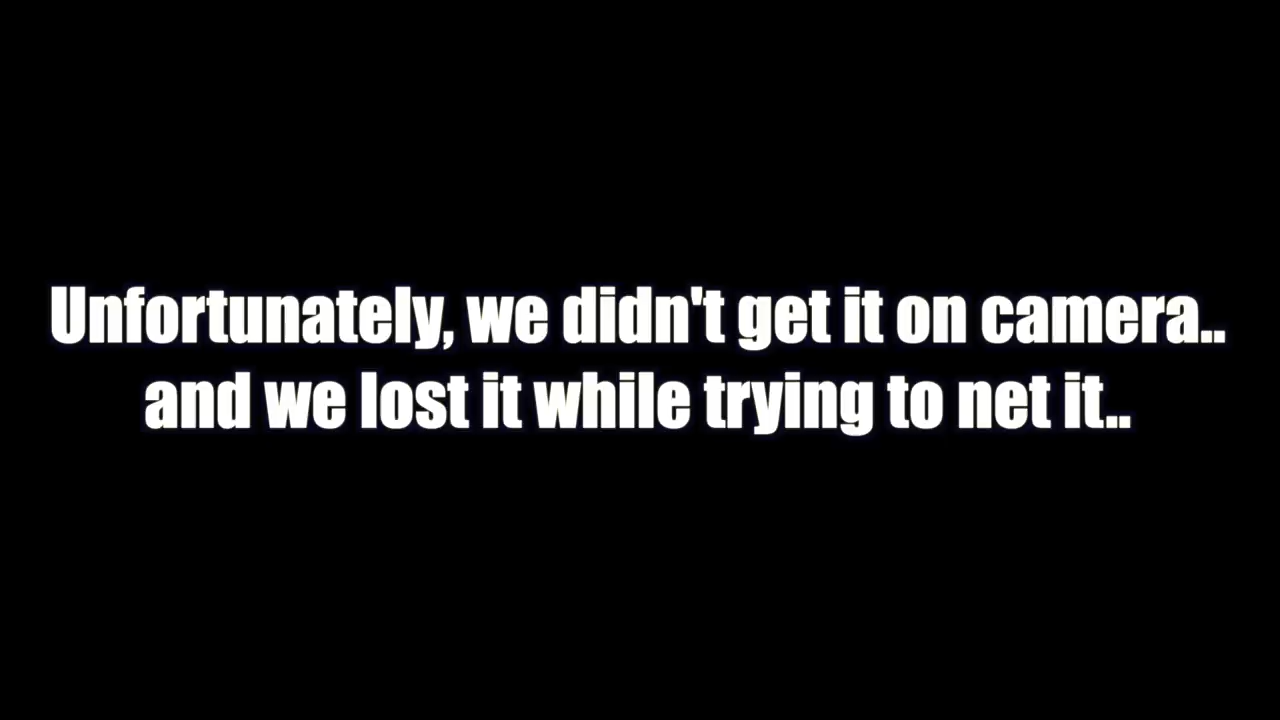 Unfortunately, we didn't get it on camera..
and we lost it while trying to net it..